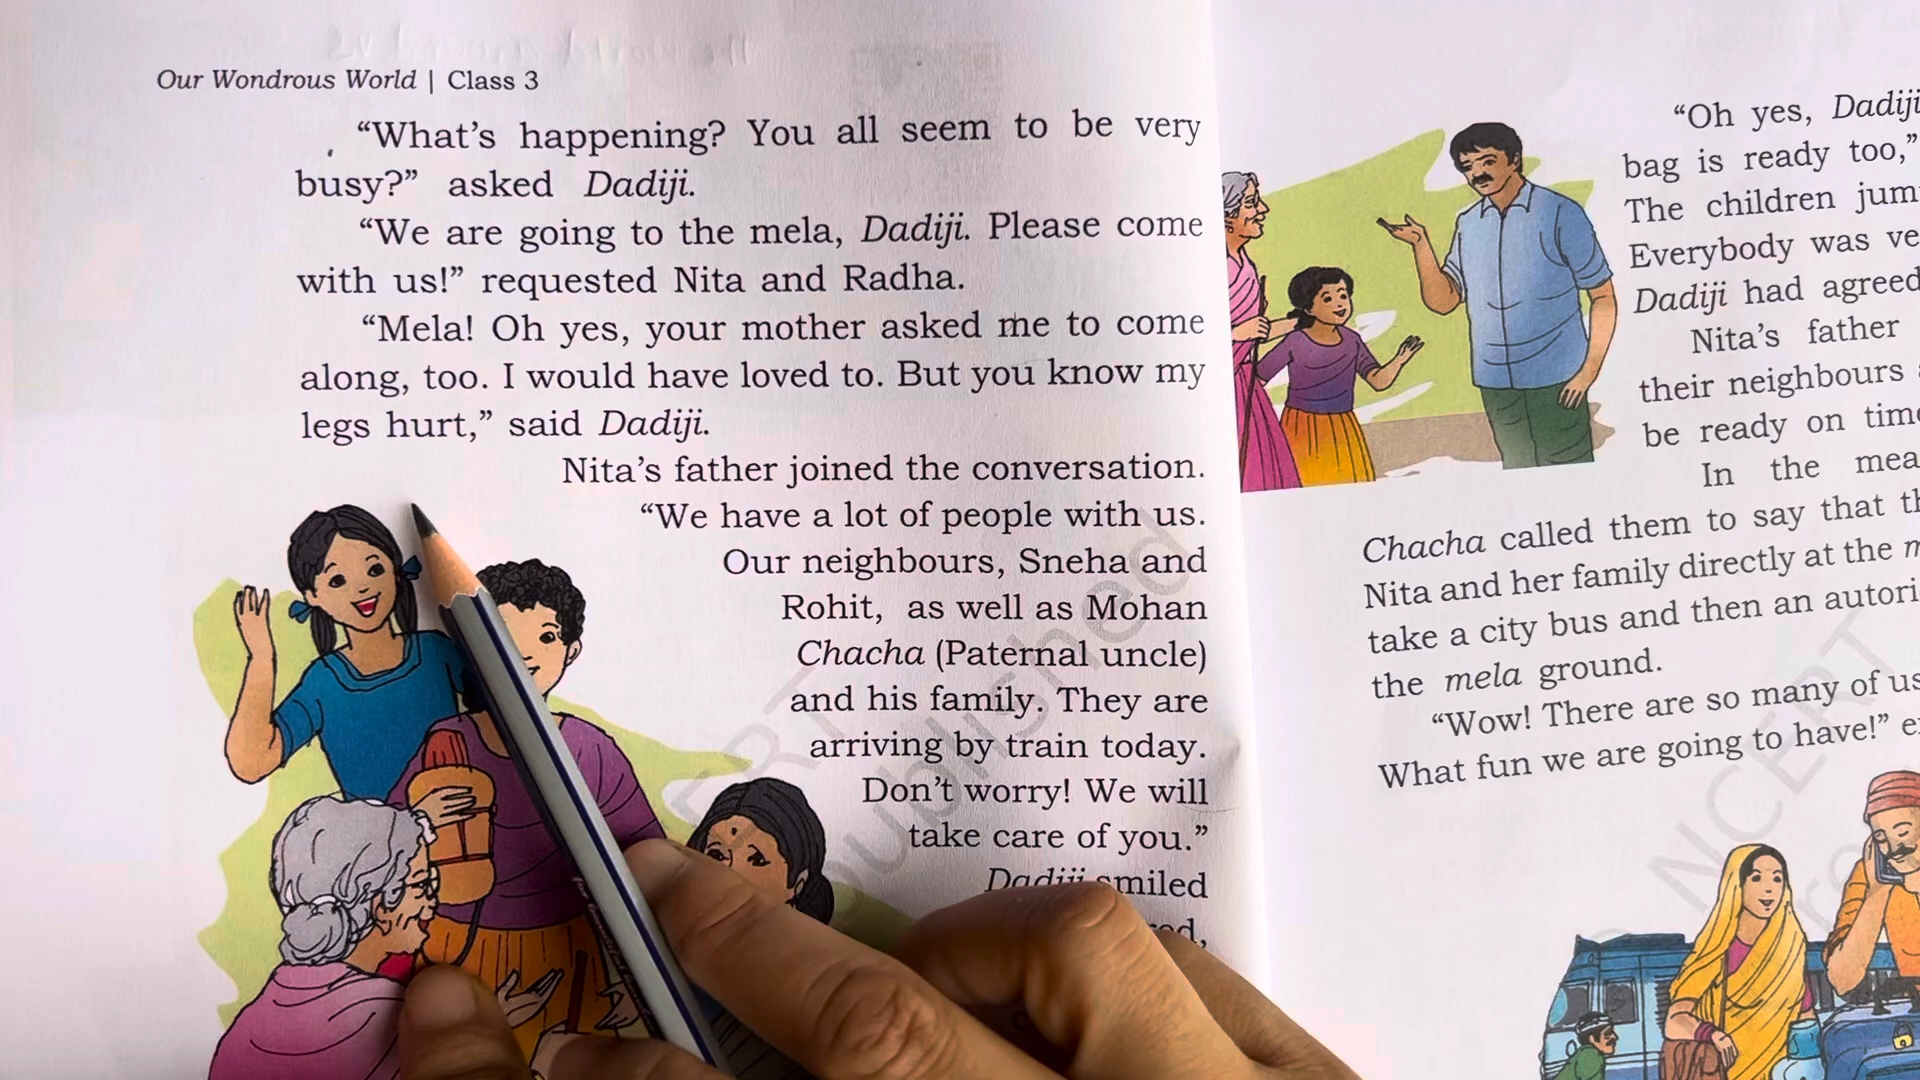 Our Wondrous World | Class 3
“What’s happening? You all seem to be very
busy?” asked Dadiji.
“We are going to the mela, Dadiji. Please come
with us!” requested Nita and Radha.
“Mela! Oh yes, your mother asked me to come
along, too. I would have loved to. But you know my
legs hurt,” said Dadiji.
Nita’s father joined the conversation.
“We have a lot of people with us.
Our neighbours, Sneha and
Rohit, as well as Mohan
Chacha (Paternal uncle)
and his family. They are
arriving by train today.
Don’t worry! We will
take care of you.”
Dadiji smiled
“Oh yes, Dadiji
bag is ready too,”
The children
Everybody was
Dadiji had agreed
Nita’s father
their neighbours
be ready on time
In the
Chacha called them to say that
Nita and her family directly at the
take a city bus and then an
the mela ground.
“Wow! There are so many of us
What fun we are going to have!”
NCERT